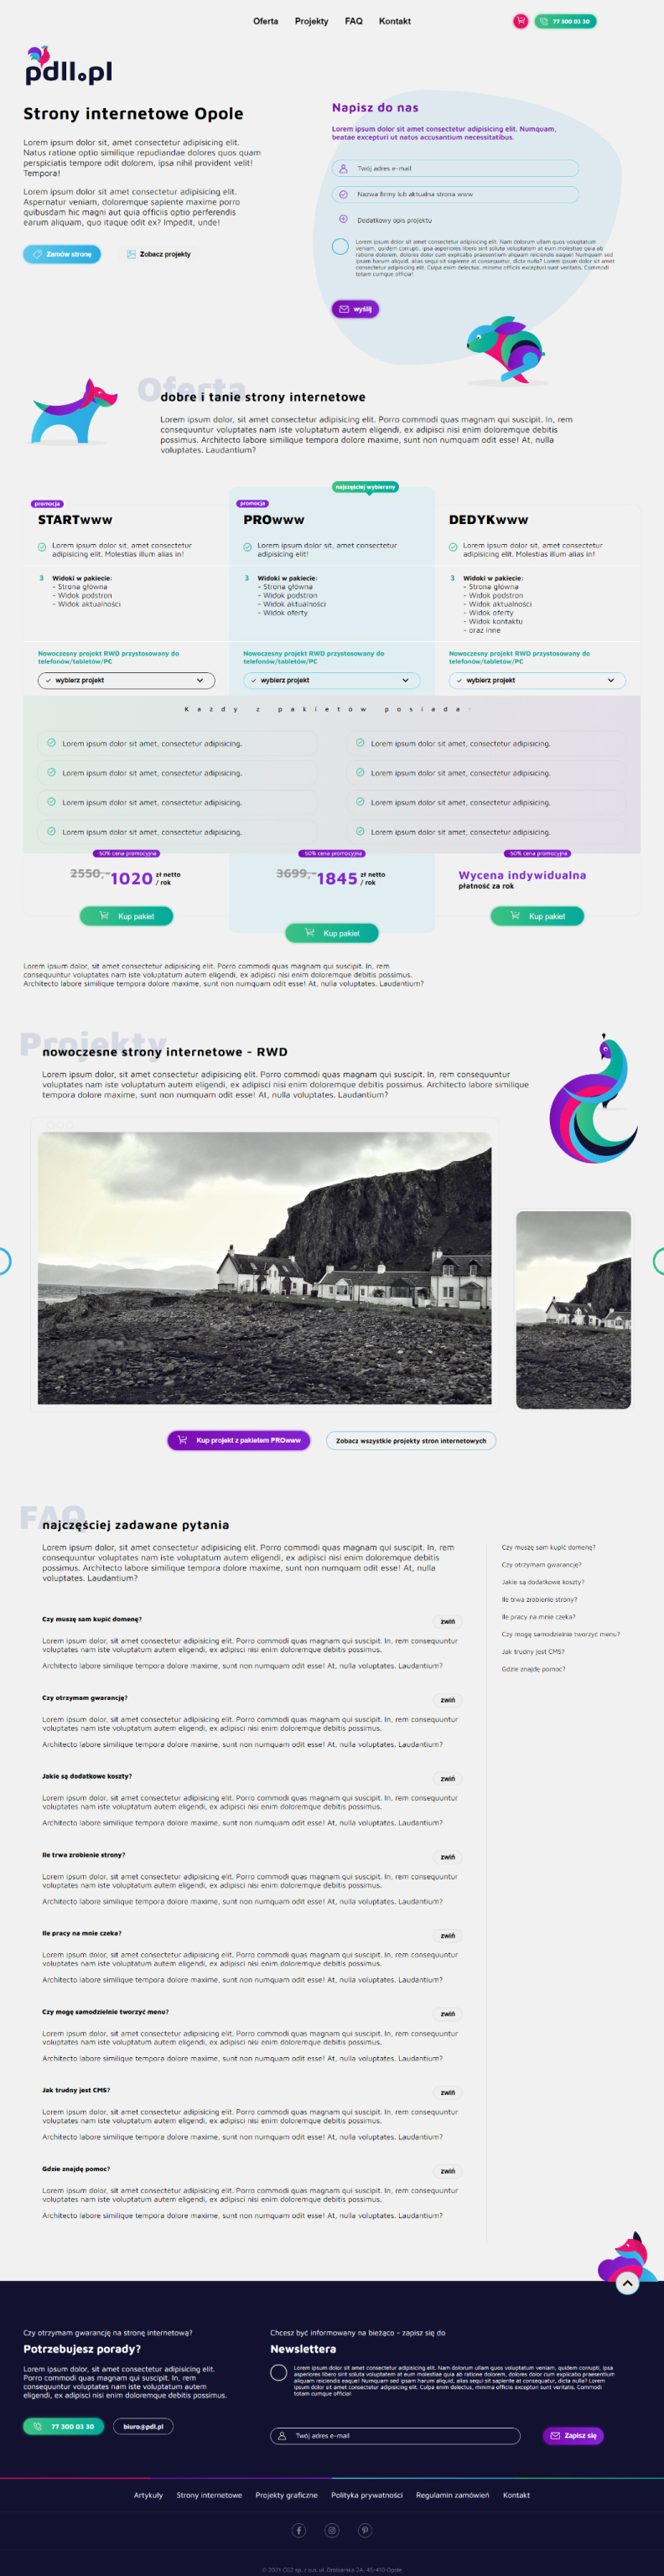 Oferta Projekty FAQ Kontakt
77 300 03 30
pdll.pl
Strony internetowe Opole
Lorem ipsum dolor sit, amet consectetur adipisicing elit.
Natus ratione optio similique repudiandae dolores quos quam
perspiciatis tempore odit dolorem, ipsa nihil provident velit!
Tempora!
Lorem ipsum dolor sit amet consectetur adipisicing elit.
Aspernatur veniam, doloremque sapiente maxime porro
quibusdam hic magni aut quia officiis optio perferendis
earum aliquam, quo itaque odit ex? Impedit, unde!
Zamów stronę
Zobacz projekty
Napisz do nas
Lorem ipsum dolor sit amet consectetur adipisicing elit. Numquam,
beatae excepturi ut natus accusantium necessitatibus.
Twój adres e-mail
Nazwa firmy lub aktualna strona www
Dodatkowy opis projektu
Lorem ipsum dolor sit amet consectetur adipisicing elit. Nam dolorum ullam quos voluptatum
veniam, quidem corrupti, ipsa asperiores libero sint soluta voluptatem at eum molestiae quia ab
ratione dolorem, dolores dolor cum explicabo praesentium aliquam reiciendis eaque! Numquam sed
ipsam harum aliquid, alias sequi sit sapiente at consequatur, dicta nulla? Lorem ipsum dolor sit amet
consectetur adipisicing elit. Culpa enim delectus, minima officiis excepturi sunt veritatis. Commodi
totam cumque officia!
wyślij
Oferta
dobre i tanie strony internetowe
Lorem ipsum dolor, sit amet consectetur adipisicing elit. Porro commodi quas magnam qui suscipit. In, rem
consequuntur voluptates nam iste voluptatum autem eligendi, ex adipisci nisi enim doloremque debitis
possimus. Architecto labore similique tempora dolore maxime, sunt non numquam odit esse! At, nulla
voluptates. Laudantium?
najczęściej wybierany
promocja
STARTwww
Lorem ipsum dolor sit, amet consectetur
adipisicing elit. Molestias illum alias in!
3 Widoki w pakiecie:
- Strona główna
- Widok podstron
- Widok aktualności
Nowoczesny projekt RWD przystosowany do
telefonów/tabletów/PC
wybierz projekt
promocja
PROwww
Lorem ipsum dolor sit, amet consectetur
adipisicing elit!
3 Widoki w pakiecie:
- Strona główna
- Widok podstron
- Widok aktualności
- Widok oferty
Nowoczesny projekt RWD przystosowany do
telefonów/tabletów/PC
wybierz projekt
DEDYKwww
Lorem ipsum dolor sit, amet consectetur
adipisicing elit. Molestias illum alias in!
3 Widoki w pakiecie:
- Strona główna
- Widok podstron
- Widok aktualności
- Widok oferty
- Widok kontaktu
- oraz inne
Nowoczesny projekt RWD przystosowany do
telefonów/tabletów/PC
wybierz projekt
Każdy z pakietów posiada:
Lorem ipsum dolor sit amet, consectetur adipisicing.
Lorem ipsum dolor sit amet, consectetur adipisicing.
Lorem ipsum dolor sit amet, consectetur adipisicing.
Lorem ipsum dolor sit amet, consectetur adipisicing.
Lorem ipsum dolor sit amet, consectetur adipisicing.
Lorem ipsum dolor sit amet, consectetur adipisicing.
Lorem ipsum dolor sit amet, consectetur adipisicing.
Lorem ipsum dolor sit amet, consectetur adipisicing.
-50% cena promocyjna
2550,- 1020 zł netto / rok
Kup pakiet
-50% cena promocyjna
3699,- 1845 zł netto / rok
Kup pakiet
-50% cena promocyjna
Wycena indywidualna
płatność za rok
Kup pakiet
Lorem ipsum dolor, sit amet consectetur adipisicing elit. Porro commodi quas magnam qui suscipit. In, rem
consequuntur voluptates nam iste voluptatum autem eligendi, ex adipisci nisi enim doloremque debitis possimus.
Architecto labore similique tempora dolore maxime, sunt non numquam odit esse! At, nulla voluptates. Laudantium?
Projekty
nowoczesne strony internetowe - RWD
Lorem ipsum dolor, sit amet consectetur adipisicing elit. Porro commodi quas magnam qui suscipit. In, rem consequuntur
voluptates nam iste voluptatum autem eligendi, ex adipisci nisi enim doloremque debitis possimus. Architecto labore similique
tempora dolore maxime, sunt non numquam odit esse! At, nulla voluptates. Laudantium?
Kup projekt z pakietem PROwww
Zobacz wszystkie projekty stron internetowych
FAQ
najczęściej zadawane pytania
Lorem ipsum dolor, sit amet consectetur adipisicing elit. Porro commodi quas magnam qui suscipit. In, rem
consequuntur voluptates nam iste voluptatum autem eligendi, ex adipisci nisi enim doloremque debitis
possimus. Architecto labore similique tempora dolore maxime, sunt non numquam odit esse! At, nulla
voluptates. Laudantium?
Czy muszę sam kupić domenę?
zwiń
Lorem ipsum dolor, sit amet consectetur adipisicing elit. Porro commodi quas magnam qui suscipit. In, rem consequuntur
voluptates nam iste voluptatum autem eligendi, ex adipisci nisi enim doloremque debitis possimus.
Architecto labore similique tempora dolore maxime, sunt non numquam odit esse! At, nulla voluptates. Laudantium?
Czy otrzymam gwarancję?
zwiń
Lorem ipsum dolor, sit amet consectetur adipisicing elit. Porro commodi quas magnam qui suscipit. In, rem consequuntur
voluptates nam iste voluptatum autem eligendi, ex adipisci nisi enim doloremque debitis possimus.
Architecto labore similique tempora dolore maxime, sunt non numquam odit esse! At, nulla voluptates. Laudantium?
Jakie są dodatkowe koszty?
zwiń
Lorem ipsum dolor, sit amet consectetur adipisicing elit. Porro commodi quas magnam qui suscipit. In, rem consequuntur
voluptates nam iste voluptatum autem eligendi, ex adipisci nisi enim doloremque debitis possimus.
Architecto labore similique tempora dolore maxime, sunt non numquam odit esse! At, nulla voluptates. Laudantium?
Ile trwa zrobienie strony?
zwiń
Lorem ipsum dolor, sit amet consectetur adipisicing elit. Porro commodi quas magnam qui suscipit. In, rem consequuntur
voluptates nam iste voluptatum autem eligendi, ex adipisci nisi enim doloremque debitis possimus.
Architecto labore similique tempora dolore maxime, sunt non numquam odit esse! At, nulla voluptates. Laudantium?
Ile pracy na mnie czeka?
zwiń
Lorem ipsum dolor, sit amet consectetur adipisicing elit. Porro commodi quas magnam qui suscipit. In, rem consequuntur
voluptates nam iste voluptatum autem eligendi, ex adipisci nisi enim doloremque debitis possimus.
Architecto labore similique tempora dolore maxime, sunt non numquam odit esse! At, nulla voluptates. Laudantium?
Czy mogę samodzielnie tworzyć menu?
zwiń
Lorem ipsum dolor, sit amet consectetur adipisicing elit. Porro commodi quas magnam qui suscipit. In, rem consequuntur
voluptates nam iste voluptatum autem eligendi, ex adipisci nisi enim doloremque debitis possimus.
Architecto labore similique tempora dolore maxime, sunt non numquam odit esse! At, nulla voluptates. Laudantium?
Jak trudny jest CMS?
zwiń
Lorem ipsum dolor, sit amet consectetur adipisicing elit. Porro commodi quas magnam qui suscipit. In, rem consequuntur
voluptates nam iste voluptatum autem eligendi, ex adipisci nisi enim doloremque debitis possimus.
Architecto labore similique tempora dolore maxime, sunt non numquam odit esse! At, nulla voluptates. Laudantium?
Gdzie znajdę pomoc?
zwiń
Lorem ipsum dolor, sit amet consectetur adipisicing elit. Porro commodi quas magnam qui suscipit. In, rem consequuntur
voluptates nam iste voluptatum autem eligendi, ex adipisci nisi enim doloremque debitis possimus.
Architecto labore similique tempora dolore maxime, sunt non numquam odit esse! At, nulla voluptates. Laudantium?
Czy muszę sam kupić domenę?
Czy otrzymam gwarancję?
Jakie są dodatkowe koszty?
Ile trwa zrobienie strony?
Ile pracy na mnie czeka?
Czy mogę samodzielnie tworzyć menu?
Jak trudny jest CMS?
Gdzie znajdę pomoc?
Czy otrzymam gwarancję na stronę internetową?
Potrzebujesz porady?
Lorem ipsum dolor, sit amet consectetur adipisicing elit.
Porro commodi quas magnam qui suscipit. In, rem
consequuntur voluptates nam iste voluptatum autem
eligendi, ex adipisci nisi enim doloremque debitis possimus.
77 300 03 30
biuro@pdl.pl
Chcesz być informowany na bieżąco - zapisz się do
Newslettera
Lorem ipsum dolor sit amet consectetur adipisicing elit. Nam dolorum ullam quos voluptatum veniam, quidem corrupti, ipsa
asperiores libero sint soluta voluptatem at eum molestiae quia ab ratione dolorem, dolores dolor cum explicabo praesentium
aliquam reiciendis eaque! Numquam sed ipsam harum aliquid, alias sequi sit sapiente at consequatur, dicta nulla? Lorem
ipsum dolor sit amet consectetur adipisicing elit. Culpa enim delectus, minima officiis excepturi sunt veritatis. Commodi
totam cumque officia!
Twój adres e-mail
Zapisz się
Artykuły Strony internetowe Projekty graficzne Polityka prywatności Regulamin zamówień Kontakt